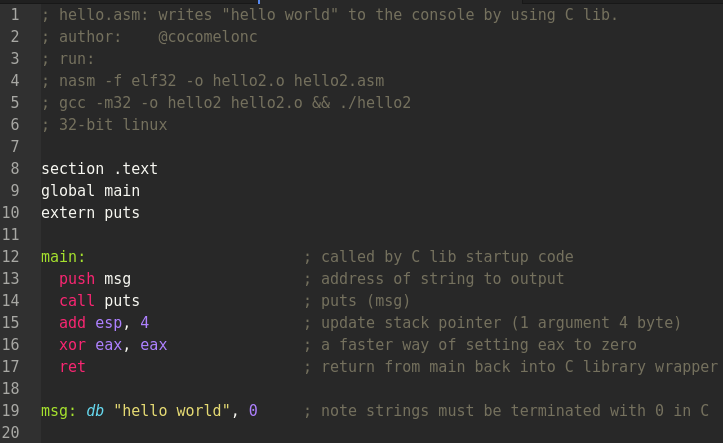 1 ; hello.asm: writes "hello world" to the console by using C lib.
2 ; author:    @cocomelonc
3 ; run:
4 ; nasm -f elf32 -o hello2.o hello2.asm
5 ; gcc -m32 -o hello2 hello2.o && ./hello2
6 ; 32-bit linux
7
8 section .text
9 global main
10 extern puts
11
12 main:                        ; called by C lib startup code
13   push msg                   ; address of string to output
14   call puts                  ; puts (msg)
15   add esp, 4                 ; update stack pointer (1 argument 4 byte)
16   xor eax, eax               ; a faster way of setting eax to zero
17   ret                        ; return from main back into C library wrapper
18
19 msg: db "hello world", 0     ; note strings must be terminated with 0 in C
20